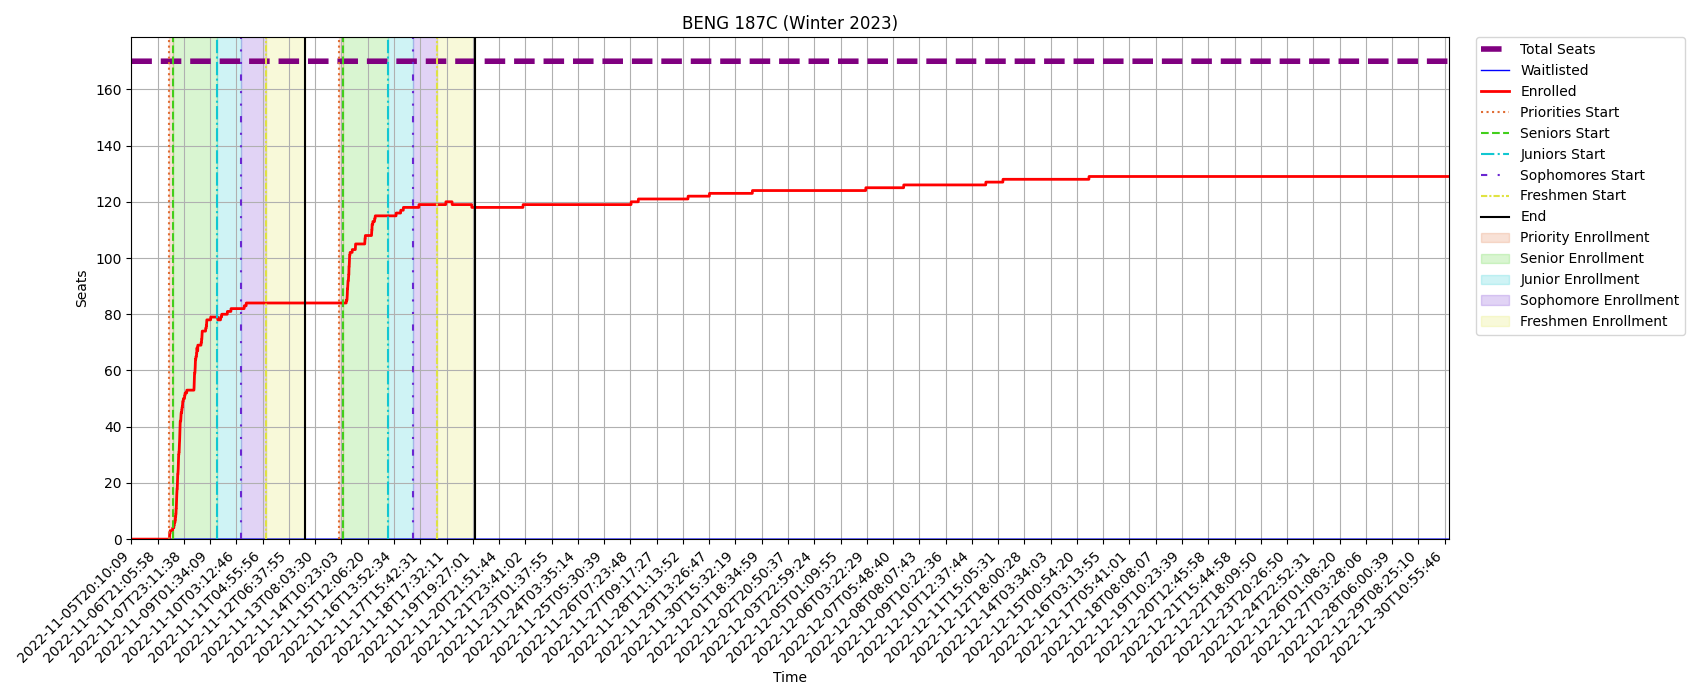 BENG 187C (Winter 2023)
Total Seats
Waitlisted
Enrolled
Priorities Start
Seniors Start
Juniors Start
Sophomores Start
Freshmen Start
End
Priority Enrollment
Senior Enrollment
Junior Enrollment
Sophomore Enrollment
Freshmen Enrollment
Seats
160
140
120
100
80
60
40
20
0
2022-11-05T20:10:09
2022-11-06T21:05:58
2022-11-07T23:11:38
2022-11-09T01:34:09
2022-11-10T03:12:46
2022-11-11T04:55:56
2022-11-12T06:37:55
2022-11-13T08:03:30
2022-11-14T10:23:03
2022-11-15T12:06:20
2022-11-16T13:52:34
2022-11-17T15:42:31
2022-11-18T17:32:11
2022-11-19T19:27:01
2022-11-20T21:51:44
2022-11-21T23:41:02
2022-11-23T01:37:55
2022-11-24T03:35:14
2022-11-25T05:30:39
2022-11-26T07:23:48
2022-11-27T09:17:27
2022-11-28T11:13:52
2022-11-29T13:26:47
2022-11-30T15:32:19
2022-12-01T18:34:59
2022-12-02T20:50:37
2022-12-03T22:59:24
2022-12-05T01:09:55
2022-12-06T03:22:29
2022-12-07T05:48:40
2022-12-08T08:07:43
2022-12-09T10:22:36
2022-12-10T12:37:44
2022-12-11T15:05:31
2022-12-12T18:00:28
2022-12-14T03:34:03
2022-12-15T00:54:20
2022-12-16T03:13:55
2022-12-17T05:41:01
2022-12-18T08:08:07
2022-12-19T10:23:39
2022-12-20T12:45:58
2022-12-21T15:44:58
2022-12-22T18:09:50
2022-12-23T20:26:50
2022-12-24T22:52:31
2022-12-26T01:08:20
2022-12-27T03:28:06
2022-12-28T06:00:39
2022-12-29T08:25:10
2022-12-30T10:55:46
Time